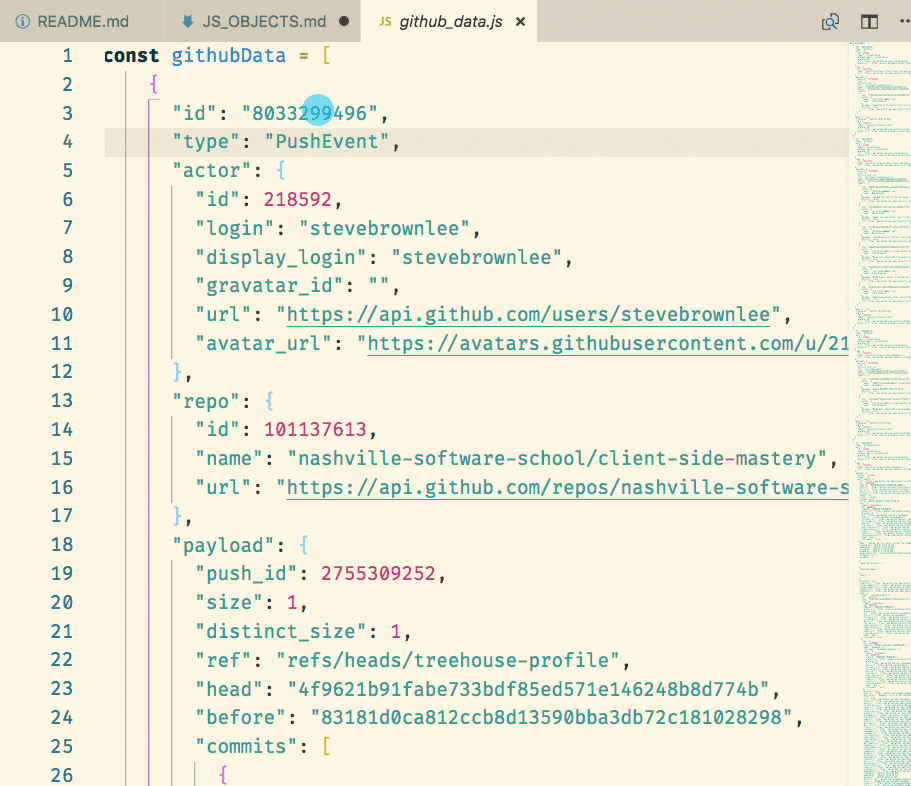 README.md JS_OBJECTS.md JS github_data.js
1 const githubData = [
2 {
3 "id": "8033299496",
4 "type": "PushEvent",
5 "actor": {
6 "id": 218592,
7 "login": "stevebrownlee",
8 "display_login": "stevebrownlee",
9 "gravatar_id": "",
10 "url": "https://api.github.com/users/stevebrownlee",
11 "avatar_url": "https://avatars.githubusercontent.com/u/21
12 },
13 "repo": {
14 "id": 101137613,
15 "name": "nashville-software-school/client-side-mastery",
16 "url": "https://api.github.com/repos/nashville-software-s
17 },
18 "payload": {
19 "push_id": 2755309252,
20 "size": 1,
21 "distinct_size": 1,
22 "ref": "refs/heads/treehouse-profile",
23 "head": "4f9621b91fabe733bdf85ed571e146248b8d774b",
24 "before": "83181d0ca812ccb8d13590bba3db72c181028298",
25 "commits": [
26 {